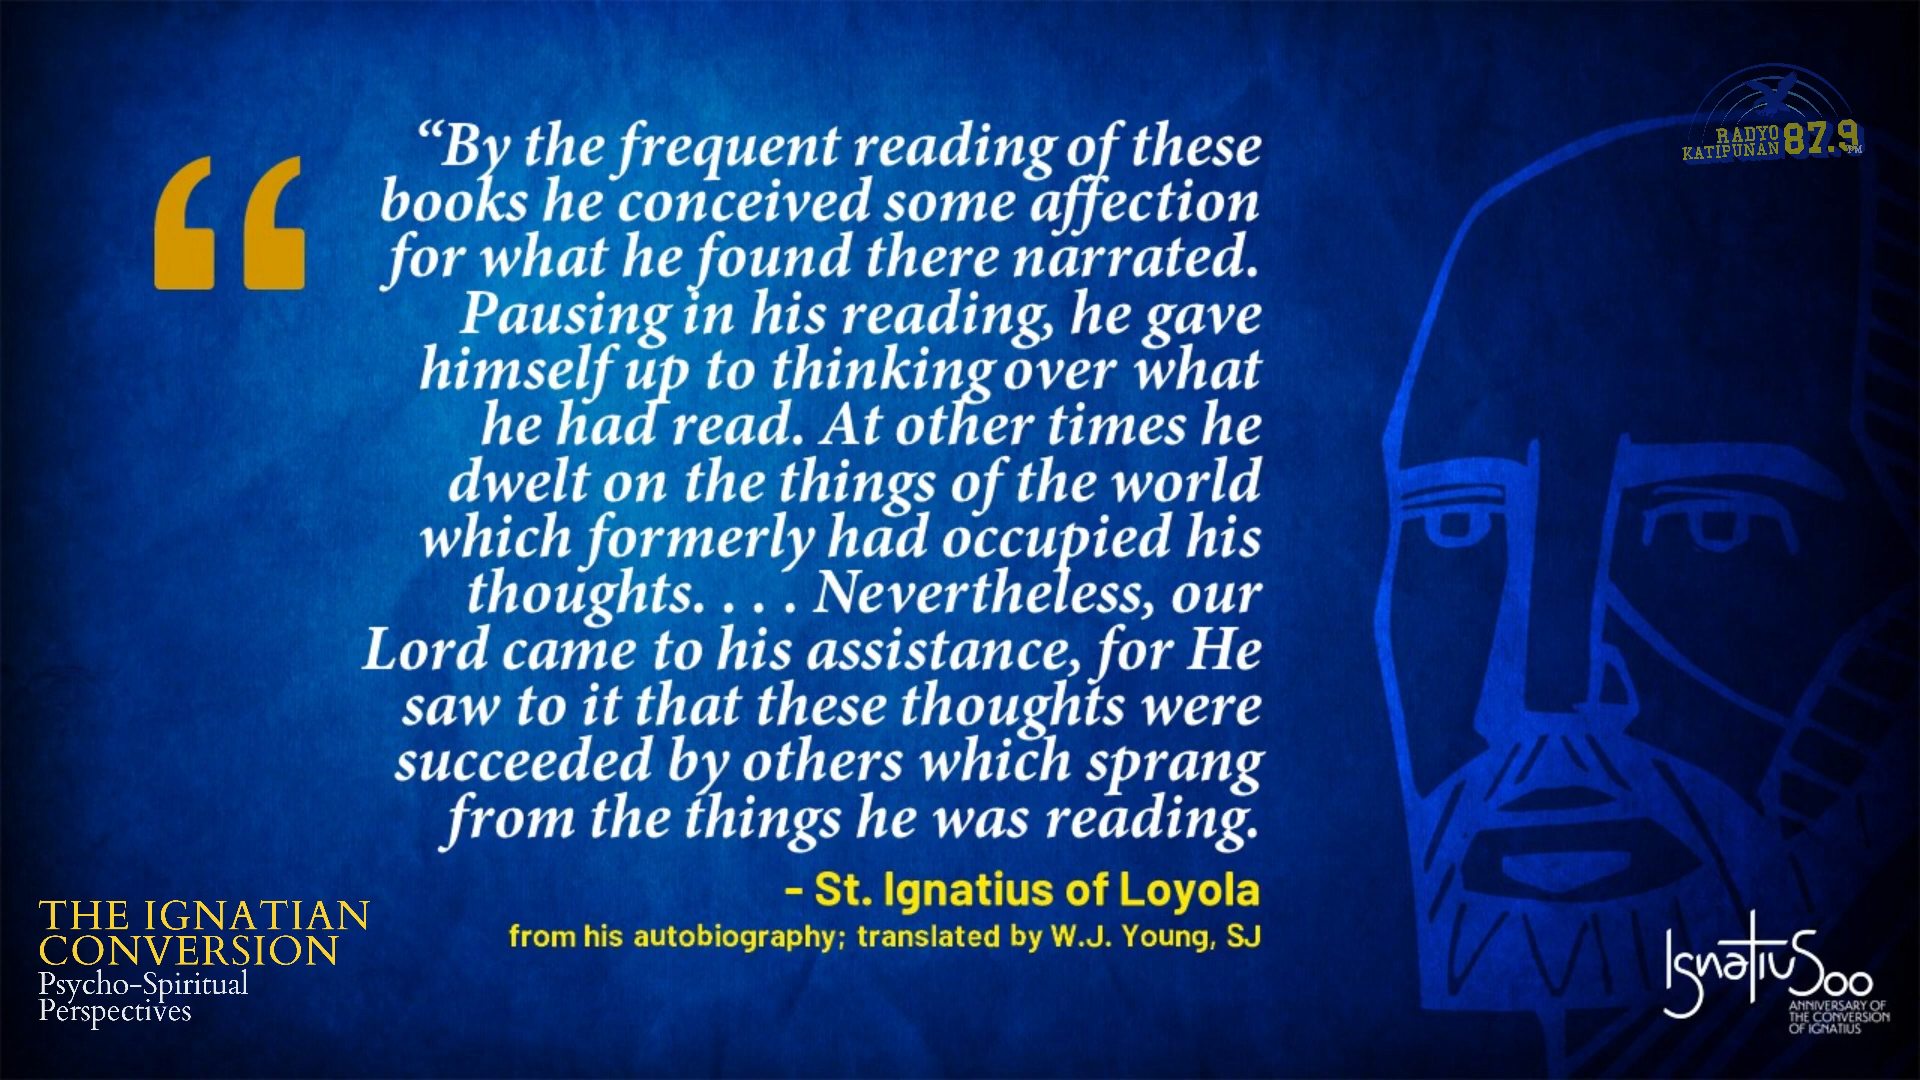 RADYO
KATIPUNAN 87.9 FM
“By the frequent reading of these
books he conceived some affection
for what he found there narrated.
Pausing in his reading, he gave
himself up to thinking over what
he had read. At other times he
dwelt on the things of the world
which formerly had occupied his
thoughts. . . . Nevertheless, our
Lord came to his assistance, for He
saw to it that these thoughts were
succeeded by others which sprang
from the things he was reading.
– St. Ignatius of Loyola
from his autobiography; translated by W.J. Young, SJ
THE IGNATIAN
CONVERSION
Psycho-Spiritual
Perspectives
Ignatius500
ANNIVERSARY OF
THE CONVERSION
OF IGNATIUS